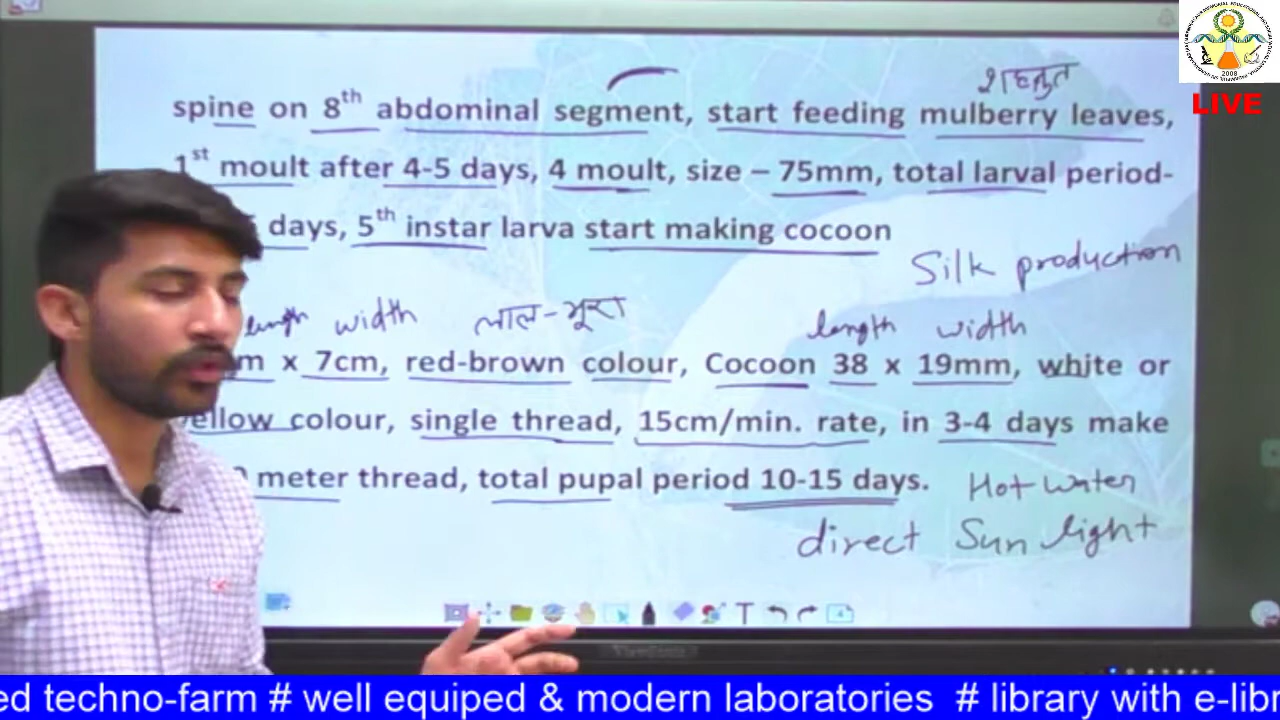 शहतूत
LIVE
2008
spine on 8th abdominal segment, start feeding mulberry leaves,
1st moult after 4-5 days, 4 moult, size – 75mm, total larval period-
days, 5th instar larva start making cocoon
Silk production
length width लाल-भूरा length width
m x 7cm, red-brown colour, Cocoon 38 x 19mm, white or
ellow colour, single thread, 15cm/min. rate, in 3-4 days make
meter thread, total pupal period 10-15 days. Hot water
direct Sun light
ViewSonic
ed techno-farm # well equiped & modern laboratories # library with e-libr